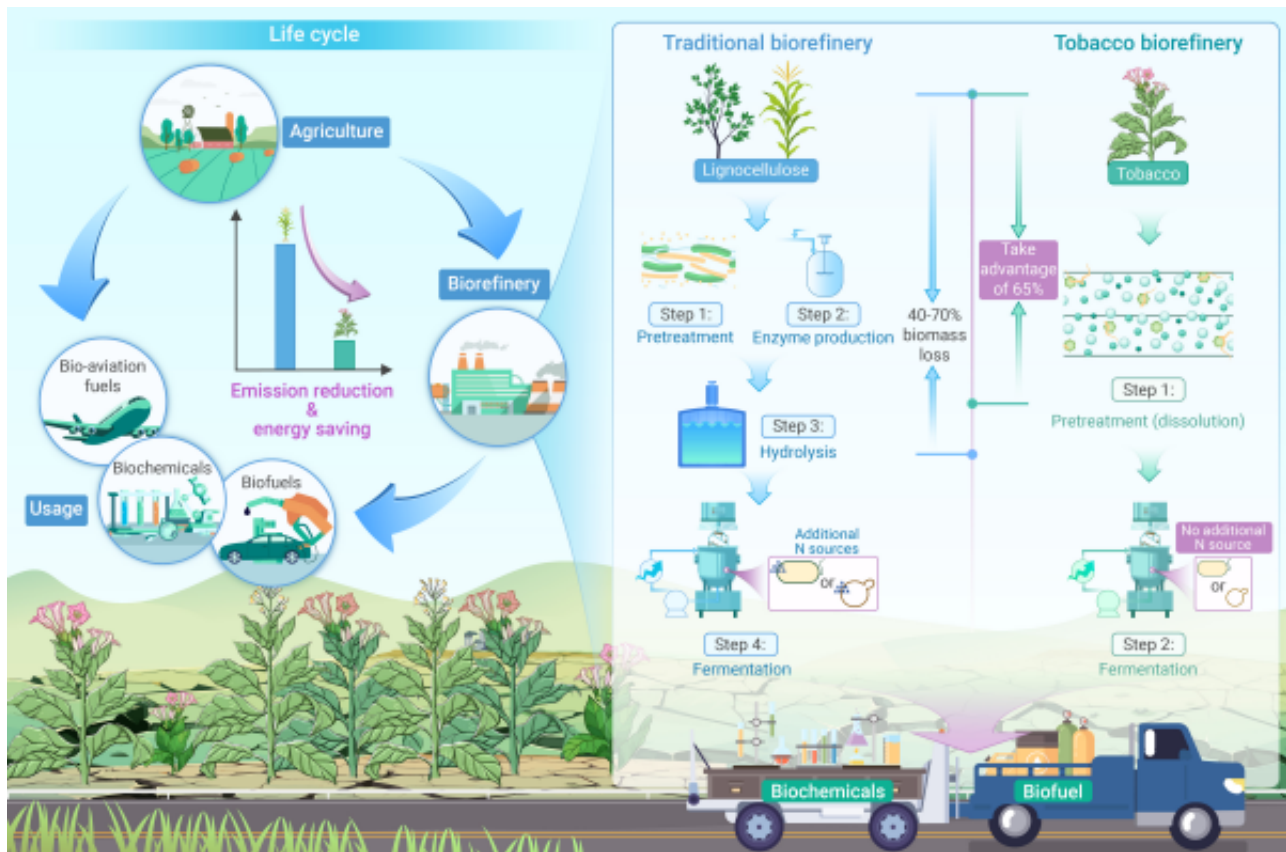 Life cycle
Agriculture
Biorefinery
Emission reduction
&
energy saving
Bio-aviation
fuels
Biochemicals
Biofuels
Usage
Traditional biorefinery
Lignocellulose
Step 1:
Pretreatment
Step 2:
Enzyme production
Step 3:
Hydrolysis
Additional
N sources
or
Step 4:
Fermentation
40-70%
biomass
loss
Take
advantage
of 65%
Tobacco biorefinery
Tobacco
Step 1:
Pretreatment (dissolution)
No additional
N source
or
Step 2:
Fermentation
Biochemicals
Biofuel